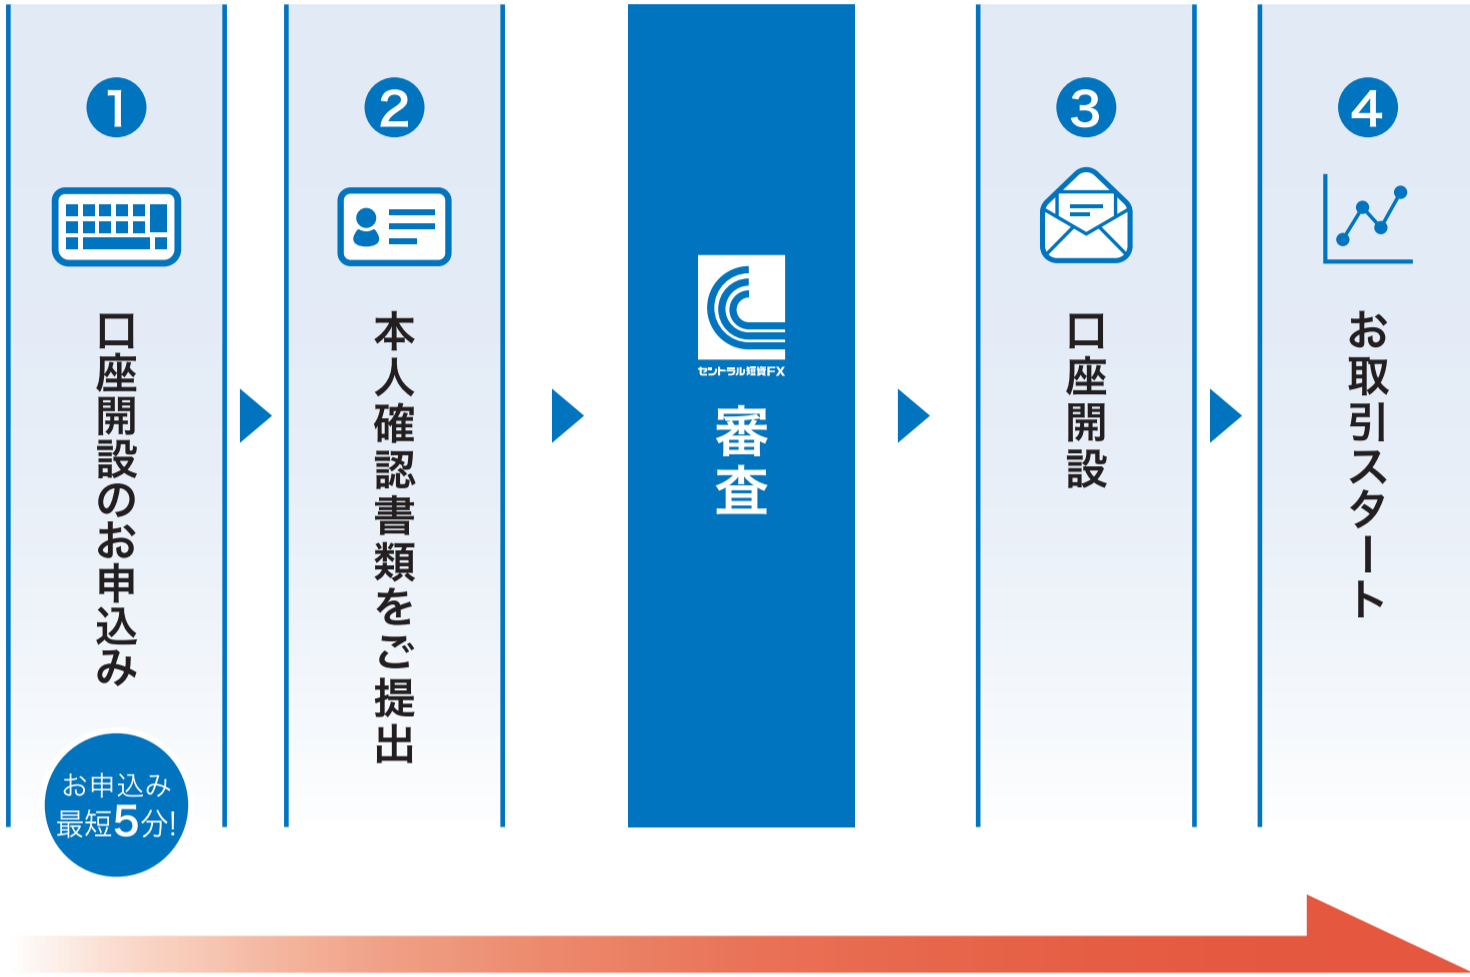 1
口座開設のお申込み
お申込み
最短5分!
2
本人確認書類をご提出
セントラル短資FX
審査
3
口座開設
4
お取引スタート